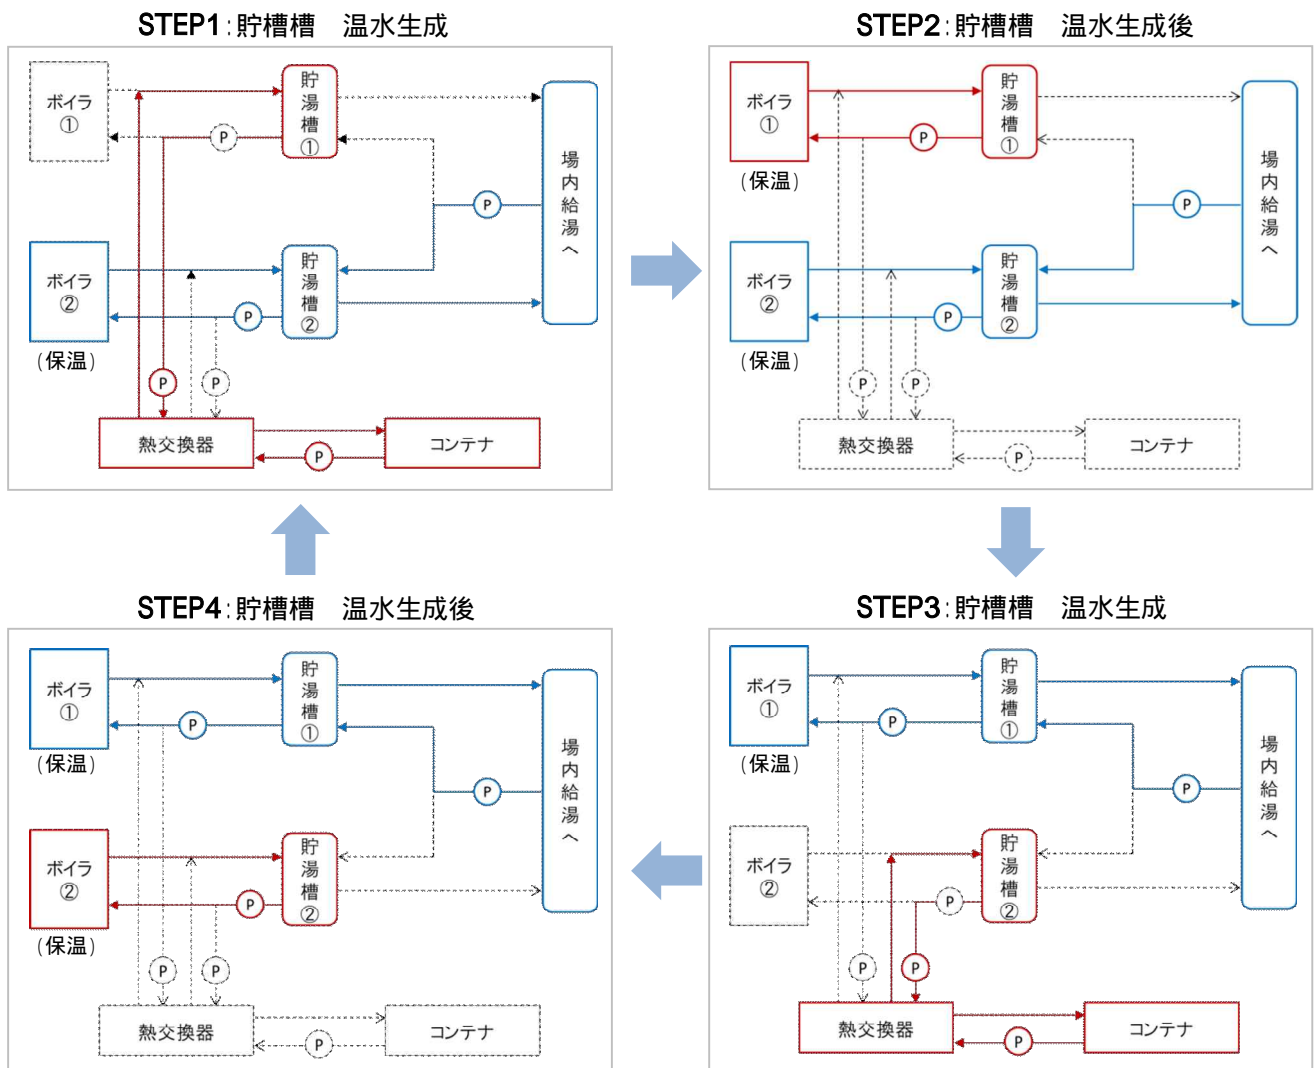 STEP1:貯槽槽　温水生成
ボイラ
①
貯湯槽①
P
場内給湯へ
P
ボイラ
②
(保温)
貯湯槽②
P
P
P
熱交換器
P
コンテナ
STEP2:貯槽槽　温水生成後
ボイラ
①
(保温)
貯湯槽①
P
場内給湯へ
P
ボイラ
②
(保温)
貯湯槽②
P
P
P
熱交換器
P
コンテナ
STEP4:貯槽槽　温水生成後
ボイラ
①
(保温)
貯湯槽①
P
場内給湯へ
P
ボイラ
②
(保温)
貯湯槽②
P
P
P
熱交換器
P
コンテナ
STEP3:貯槽槽　温水生成
ボイラ
①
(保温)
貯湯槽①
P
場内給湯へ
P
ボイラ
②
貯湯槽②
P
P
P
熱交換器
P
コンテナ